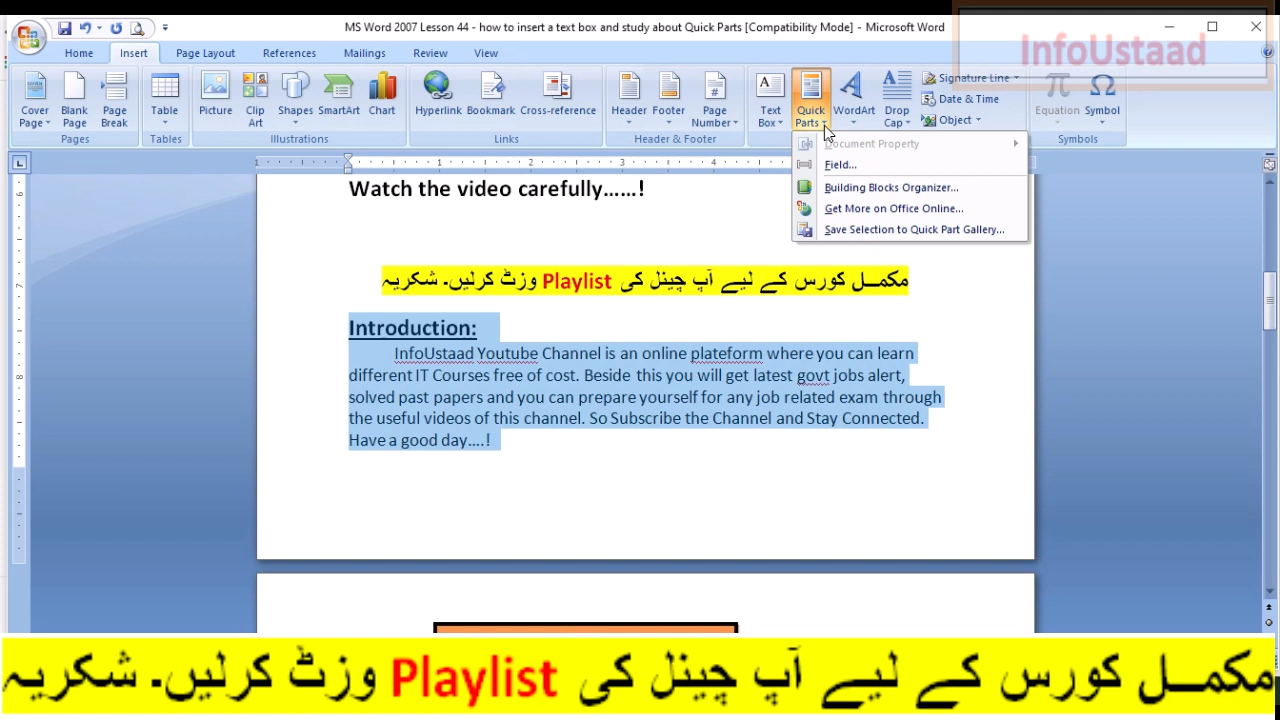 MS Word 2007 Lesson 44 - how to insert a text box and study about Quick Parts [Compatibility Mode] - Microsoft Word
InfoUstaad
Home Insert Page Layout References Mailings Review View
Cover Page Blank Page Page Break Table Picture Clip Art Shapes SmartArt Chart Hyperlink Bookmark Cross-reference Header Footer Page Number Text Box Quick Parts WordArt Drop Cap Signature Line Date & Time Object Equation Symbol
Pages Tables Illustrations Links Header & Footer Symbols
Document Property
Field...
Building Blocks Organizer...
Get More on Office Online...
Save Selection to Quick Part Gallery...
1 1 2 3 4
Watch the video carefully......!
مکمل کورس کے لیے آپ چینل کی Playlist وزٹ کرلیں۔ شکریہ
Introduction:
InfoUstaad Youtube Channel is an online plateform where you can learn
different IT Courses free of cost. Beside this you will get latest govt jobs alert,
solved past papers and you can prepare yourself for any job related exam through
the useful videos of this channel. So Subscribe the Channel and Stay Connected.
Have a good day....!
مکمل کورس کے لیے آپ چینل کی Playlist وزٹ کرلیں۔ شکریہ